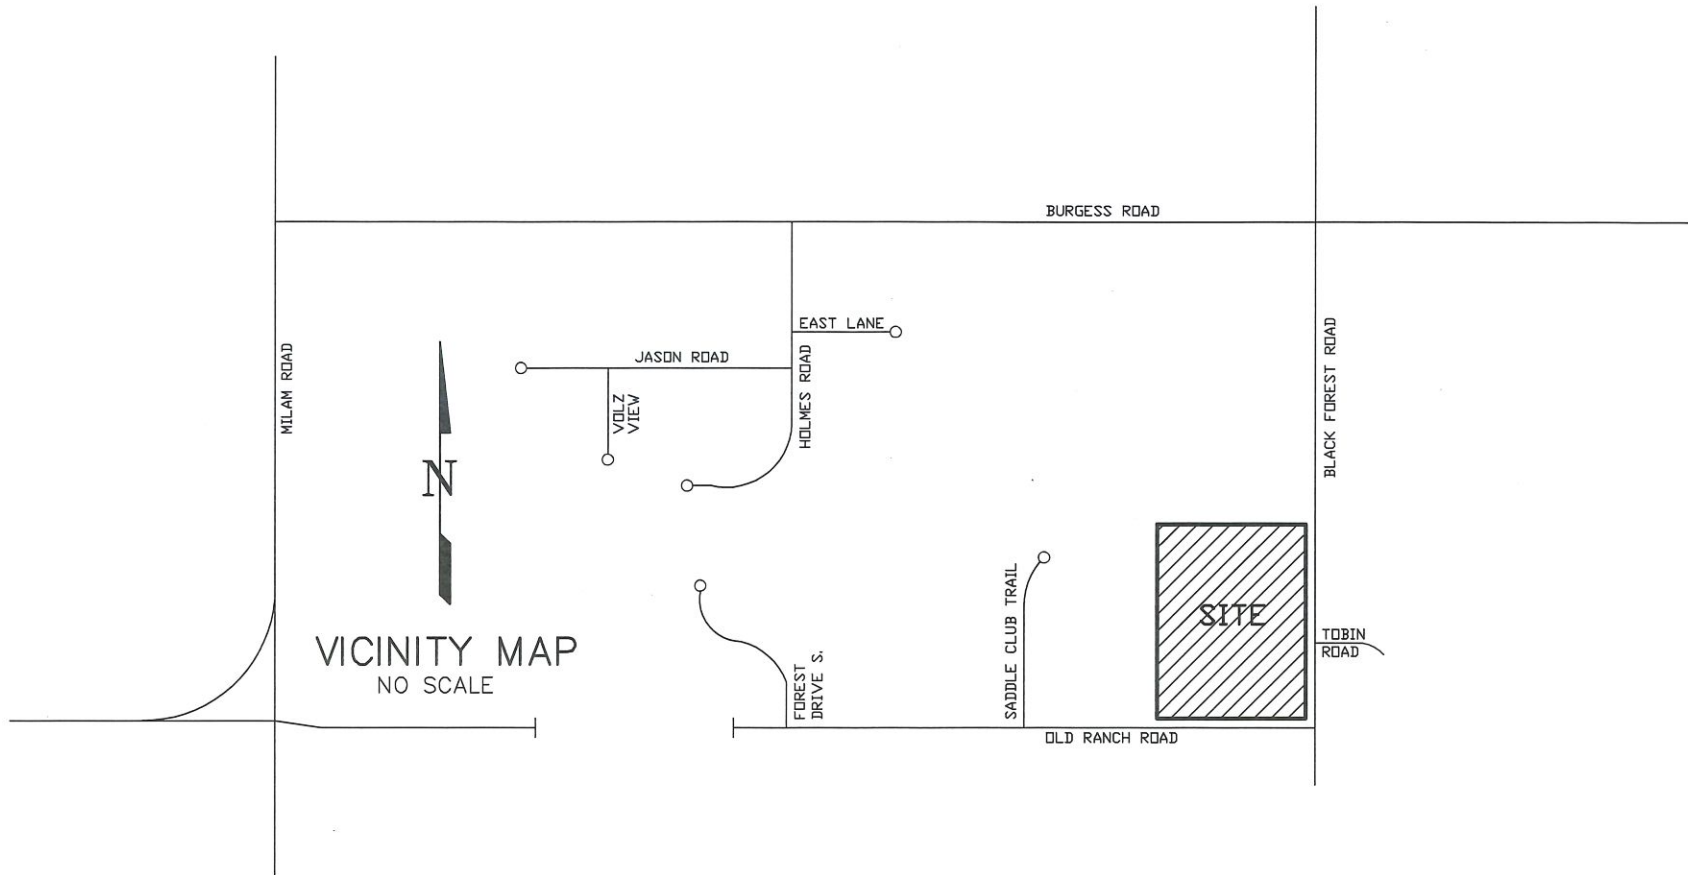 BURGESS ROAD
EAST LANE
JASON ROAD
MILAM ROAD
VOLZ
VIEW
HOLMES ROAD
BLACK FOREST ROAD
N
SITE
SADDLE CLUB TRAIL
TOBIN
ROAD
VICINITY MAP
NO SCALE
FOREST
DRIVE S.
OLD RANCH ROAD